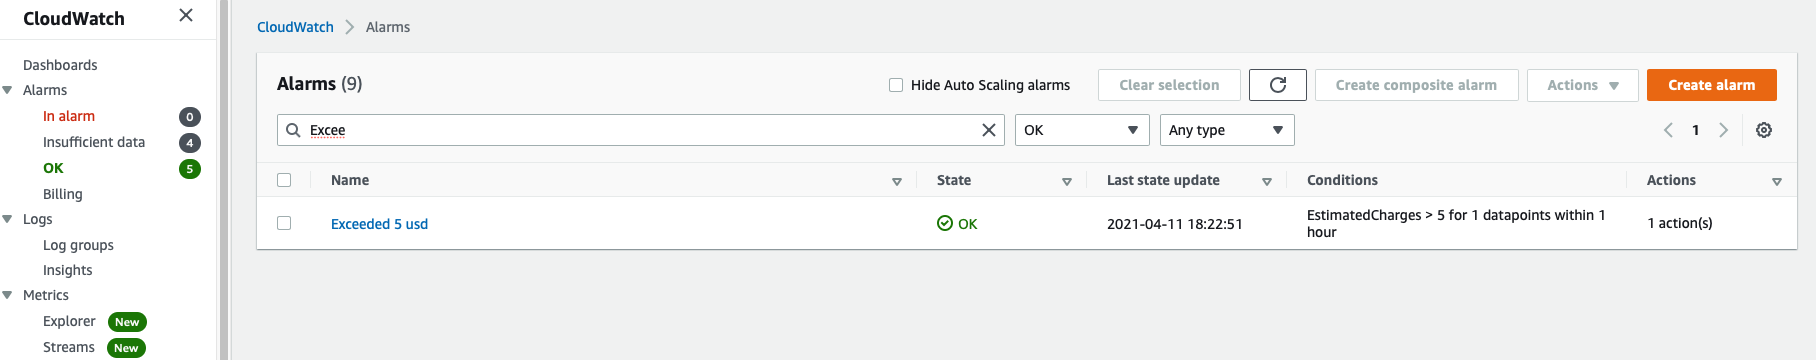 CloudWatch
Dashboards
Alarms
In alarm 0
Insufficient data 4
OK 5
Billing
Logs
Log groups
Insights
Metrics
Explorer New
Streams New
CloudWatch > Alarms
Alarms (9)
Hide Auto Scaling alarms
Clear selection
Create composite alarm
Actions
Create alarm
Excee
OK
Any type
1
Name State Last state update Conditions Actions
Exceeded 5 usd OK 2021-04-11 18:22:51 EstimatedCharges > 5 for 1 datapoints within 1 1 action(s)
hour